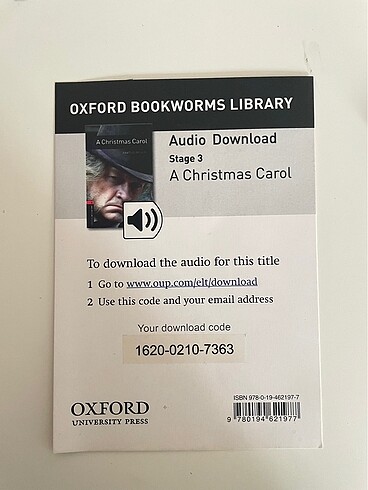 OXFORD BOOKWORMS LIBRARY
A Christmas Carol
Audio Download
Stage 3
A Christmas Carol
To download the audio for this title
1 Go to www.oup.com/elt/download
2 Use this code and your email address
Your download code
1620-0210-7363
ISBN 978-0-19-462197-7
9 780194 621977
OXFORD
UNIVERSITY PRESS